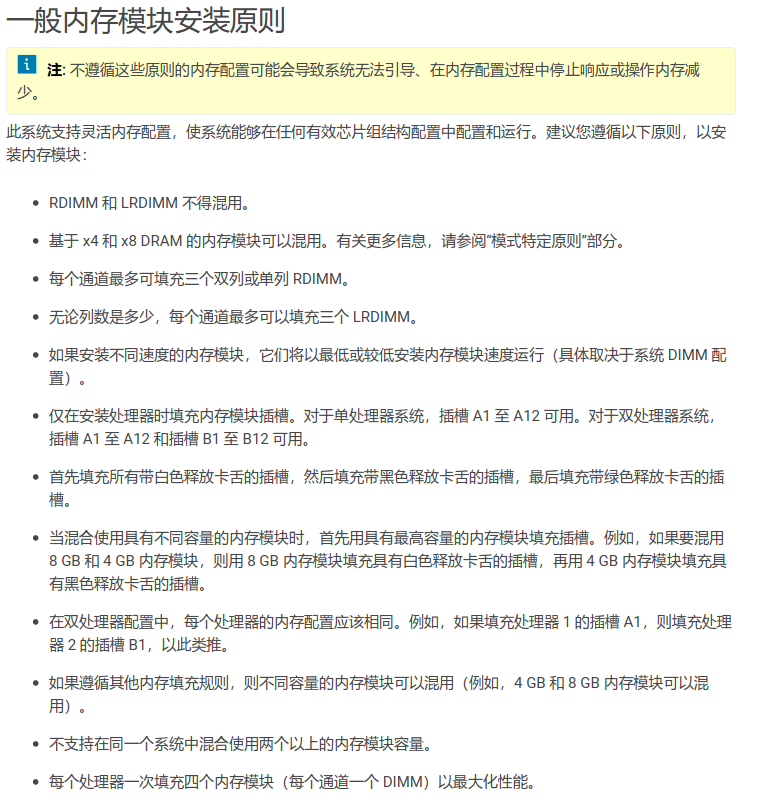 一般内存模块安装原则
注: 不遵循这些原则的内存配置可能会导致系统无法引导、在内存配置过程中停止响应或操作内存减
少。
此系统支持灵活内存配置，使系统能够在任何有效芯片组结构配置中配置和运行。建议您遵循以下原则，以安
装内存模块：
• RDIMM 和 LRDIMM 不得混用。
• 基于 x4 和 x8 DRAM 的内存模块可以混用。有关更多信息，请参阅“模式特定原则”部分。
• 每个通道最多可填充三个双列或单列 RDIMM。
• 无论列数是多少，每个通道最多可以填充三个 LRDIMM。
• 如果安装不同速度的内存模块，它们将以最低或较低安装内存模块速度运行（具体取决于系统 DIMM 配
置）。
• 仅在安装处理器时填充内存模块插槽。对于单处理器系统，插槽 A1 至 A12 可用。对于双处理器系统，
插槽 A1 至 A12 和插槽 B1 至 B12 可用。
• 首先填充所有带白色释放卡舌的插槽，然后填充带黑色释放卡舌的插槽，最后填充带绿色释放卡舌的插
槽。
• 当混合使用具有不同容量的内存模块时，首先用具有最高容量的内存模块填充插槽。例如，如果要混用
8 GB 和 4 GB 内存模块，则用 8 GB 内存模块填充具有白色释放卡舌的插槽，再用 4 GB 内存模块填充具
有黑色释放卡舌的插槽。
• 在双处理器配置中，每个处理器的内存配置应该相同。例如，如果填充处理器 1 的插槽 A1，则填充处理
器 2 的插槽 B1，以此类推。
• 如果遵循其他内存填充规则，则不同容量的内存模块可以混用（例如，4 GB 和 8 GB 内存模块可以混
用）。
• 不支持在同一个系统中混合使用两个以上的内存模块容量。
• 每个处理器一次填充四个内存模块（每个通道一个 DIMM）以最大化性能。